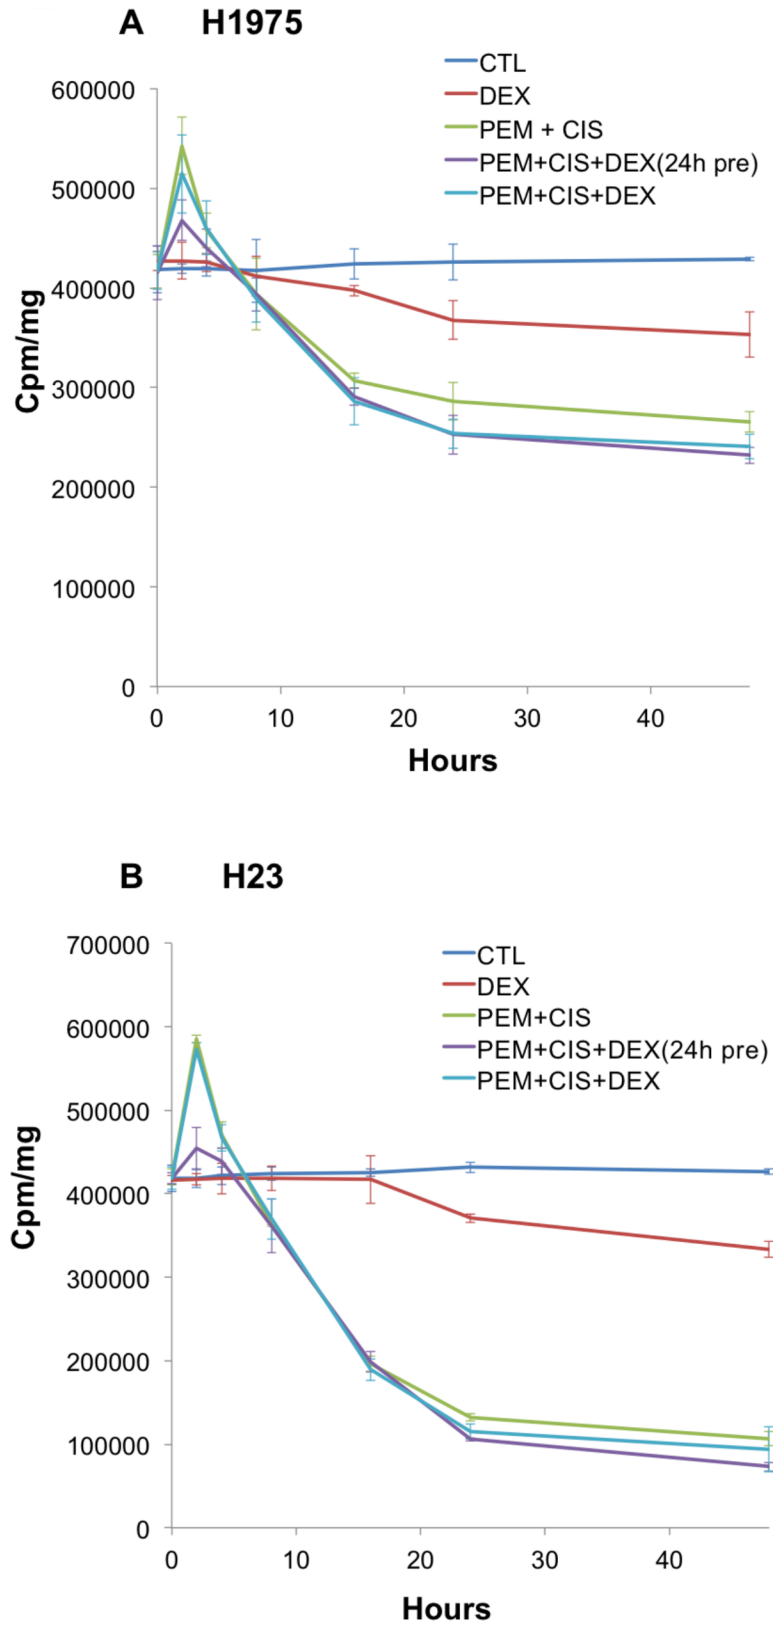 A H1975
CTL
DEX
PEM + CIS
PEM+CIS+DEX(24h pre)
PEM+CIS+DEX
600000
500000
400000
300000
200000
100000
0
Cpm/mg
0 10 20 30 40
Hours
B H23
CTL
DEX
PEM+CIS
PEM+CIS+DEX(24h pre)
PEM+CIS+DEX
700000
600000
500000
400000
300000
200000
100000
0
Cpm/mg
0 10 20 30 40
Hours